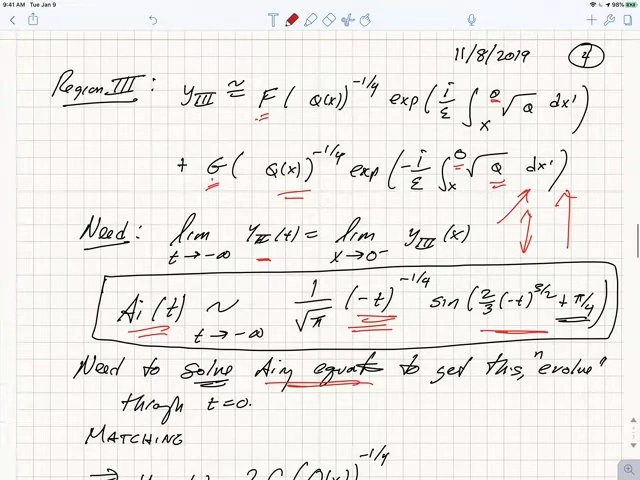 9:41 AM Tue Jan 9
98%
11/8/2019 4
Region III: y_III ≃ F ( Q(x))^{-1/4} exp(i/ε ∫_x^0 √Q dx')
+ G( Q(x))^{-1/4} exp(-i/ε ∫_x^0 √Q dx')
Need: lim_{t→-∞} y_II(t) = lim_{x→0^-} y_III(x)
Ai(t) ~_{t→-∞} 1/√π (-t)^{-1/4} sin(2/3(-t)^{3/2} + π/4)
Need to solve Airy equation to get this, "evolve"
through t=0.
MATCHING